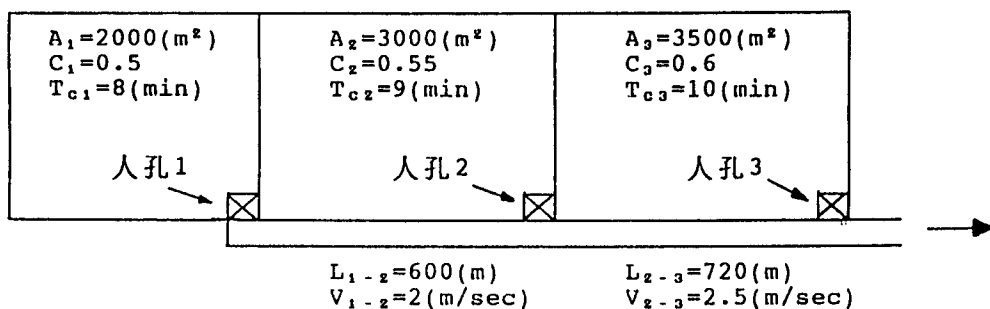 A₁=2000(m²)
C₁=0.5
T꜀₁=8(min)
A₂=3000(m²)
C₂=0.55
T꜀₂=9(min)
A₃=3500(m²)
C₃=0.6
T꜀₃=10(min)
人孔1
人孔2
人孔3
L₁₋₂=600(m)
V₁₋₂=2(m/sec)
L₂₋₃=720(m)
V₂₋₃=2.5(m/sec)